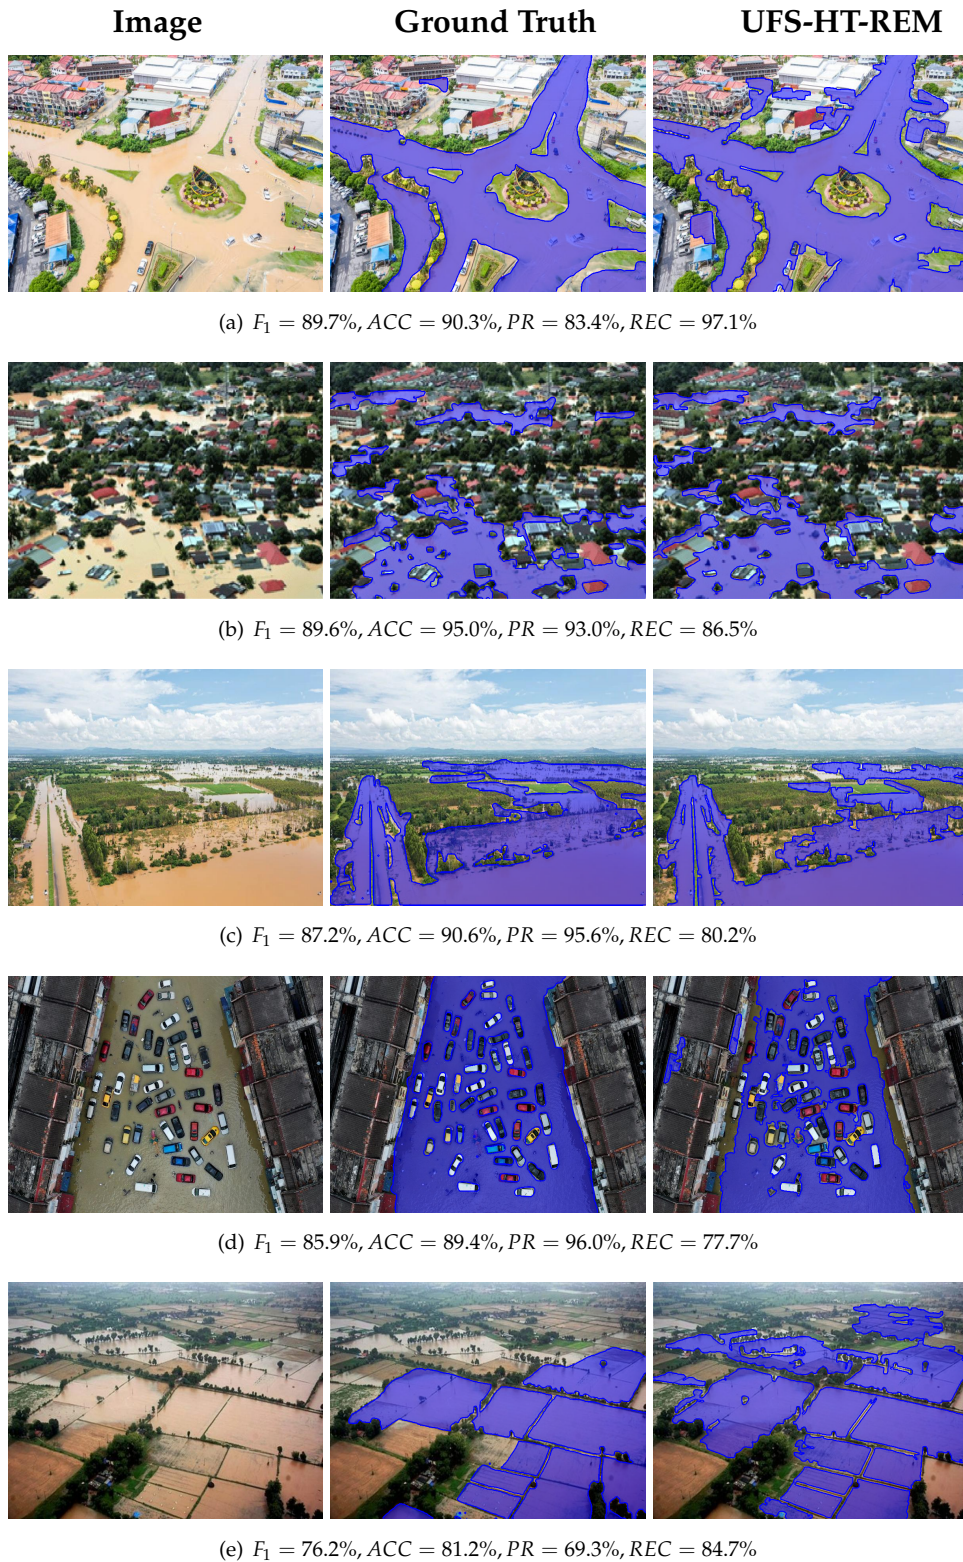 Image Ground Truth UFS-HT-REM
(a) F₁ = 89.7%, ACC = 90.3%, PR = 83.4%, REC = 97.1%
(b) F₁ = 89.6%, ACC = 95.0%, PR = 93.0%, REC = 86.5%
(c) F₁ = 87.2%, ACC = 90.6%, PR = 95.6%, REC = 80.2%
(d) F₁ = 85.9%, ACC = 89.4%, PR = 96.0%, REC = 77.7%
(e) F₁ = 76.2%, ACC = 81.2%, PR = 69.3%, REC = 84.7%